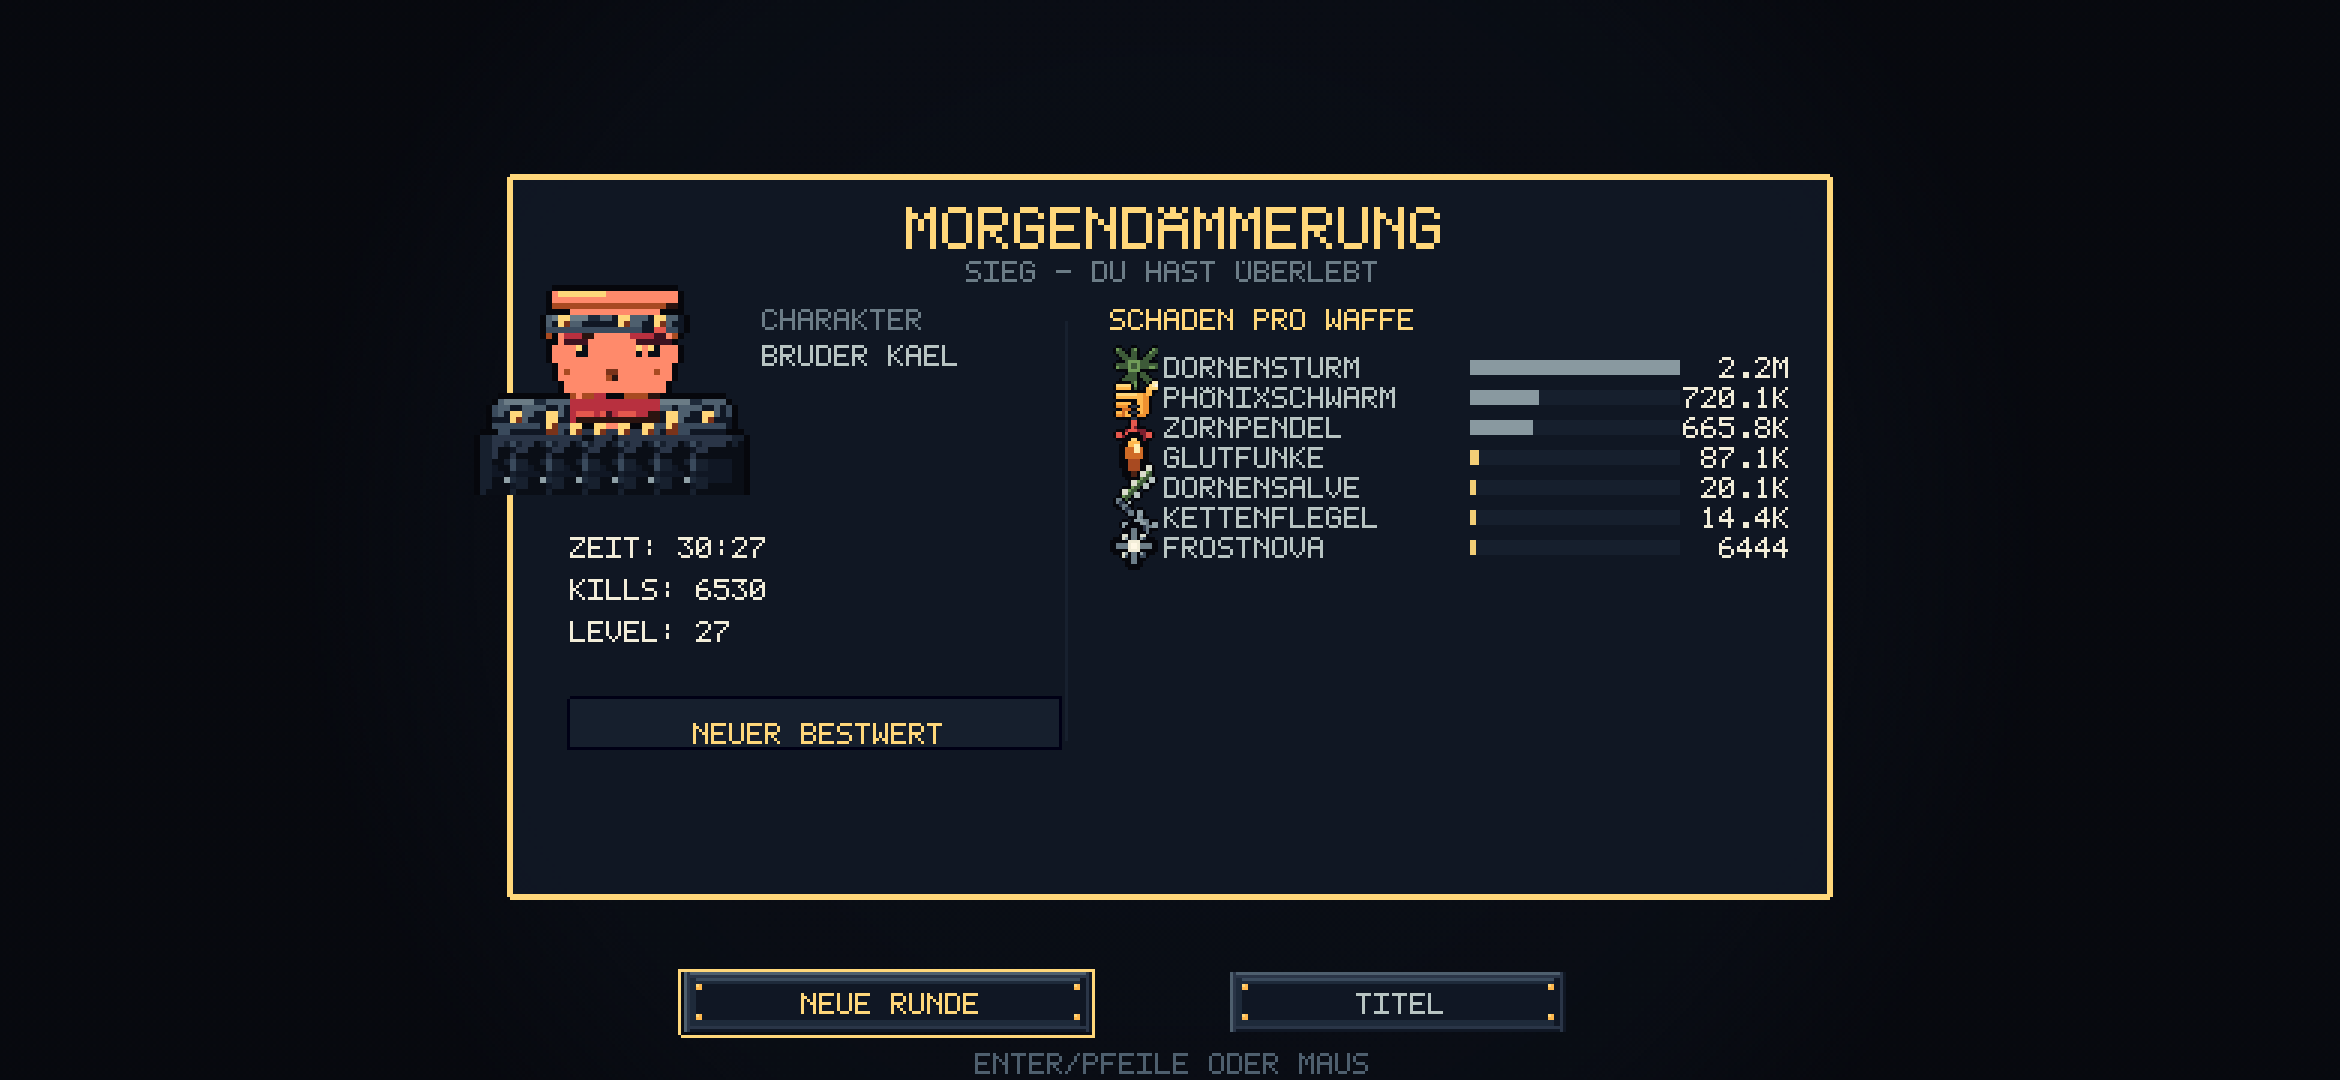 MORGENDÄMMERUNG
SIEG - DU HAST ÜBERLEBT
CHARAKTER
BRUDER KAEL
ZEIT: 30:27
KILLS: 6530
LEVEL: 27
NEUER BESTWERT
SCHADEN PRO WAFFE
DORNENSTURM 2.2M
PHÖNIXSCHWARM 720.1K
ZORNPENDEL 665.8K
GLUTFUNKE 87.1K
DORNENSALVE 20.1K
KETTENFLEGEL 14.4K
FROSTNOVA 6444
NEUE RUNDE
TITEL
ENTER/PFEILE ODER MAUS